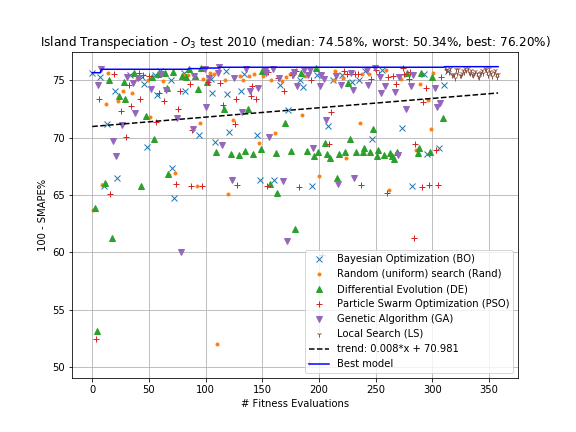 Island Transpeciation - O3 test 2010 (median: 74.58%, worst: 50.34%, best: 76.20%)
100 - SMAPE%
75
70
65
60
55
50
Bayesian Optimization (BO)
Random (uniform) search (Rand)
Differential Evolution (DE)
Particle Swarm Optimization (PSO)
Genetic Algorithm (GA)
Local Search (LS)
trend: 0.008*x + 70.981
Best model
0 50 100 150 200 250 300 350
# Fitness Evaluations